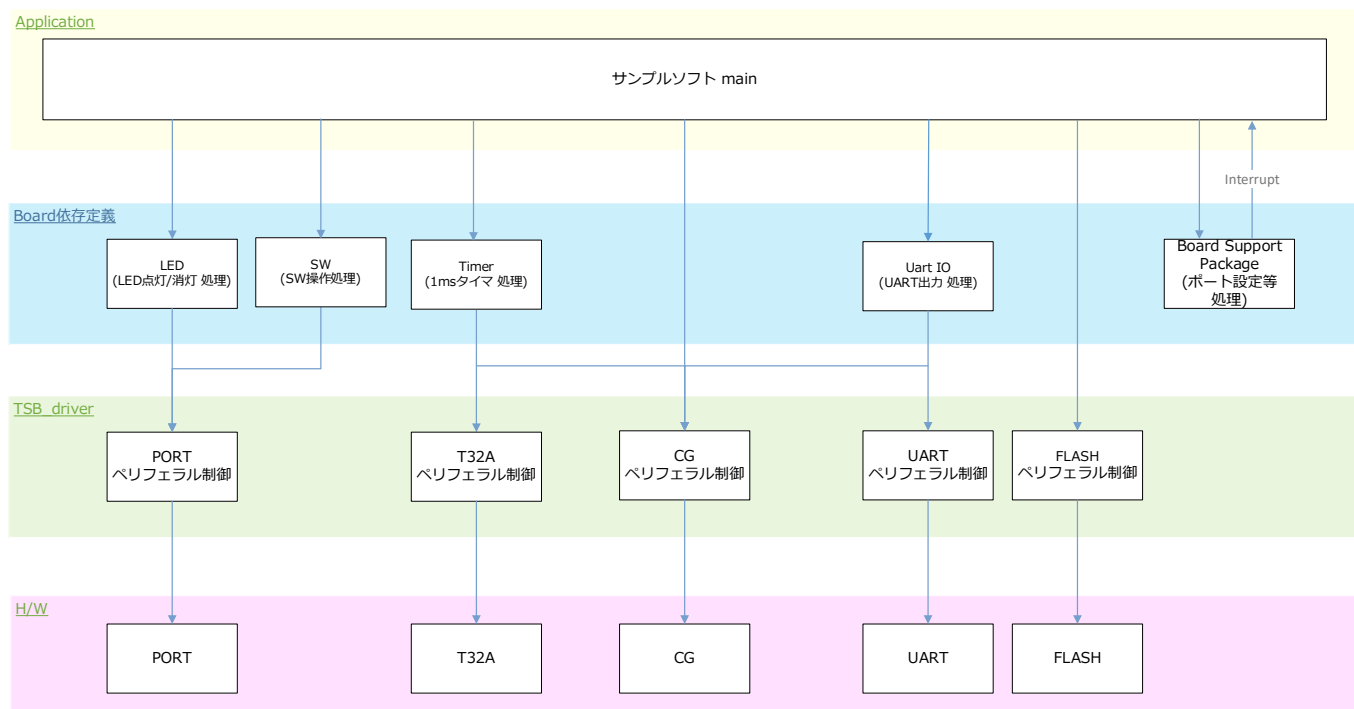 Application
サンプルソフト main
Interrupt
Board依存定義
LED
(LED点灯/消灯 処理)
SW
(SW操作処理)
Timer
(1msタイマ 処理)
Uart IO
(UART出力 処理)
Board Support
Package
(ポート設定等
処理)
TSB_driver
PORT
ペリフェラル制御
T32A
ペリフェラル制御
CG
ペリフェラル制御
UART
ペリフェラル制御
FLASH
ペリフェラル制御
H/W
PORT
T32A
CG
UART
FLASH